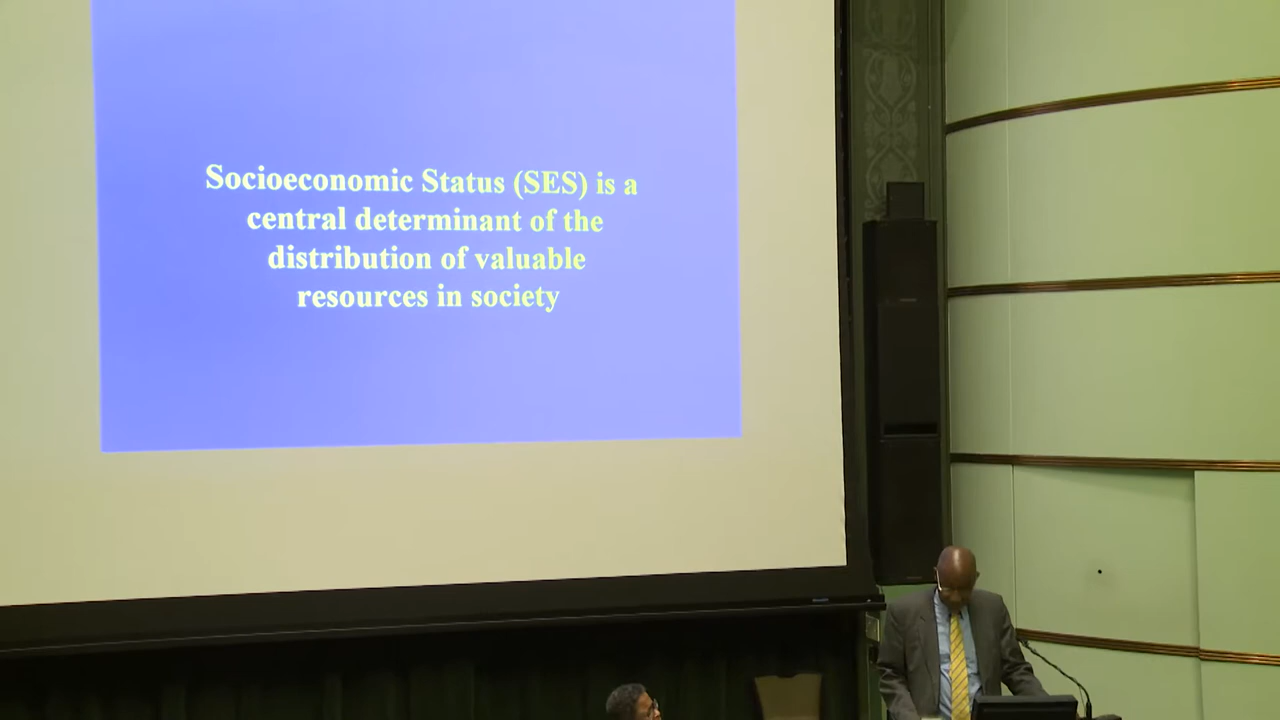 Socioeconomic Status (SES) is a
central determinant of the
distribution of valuable
resources in society